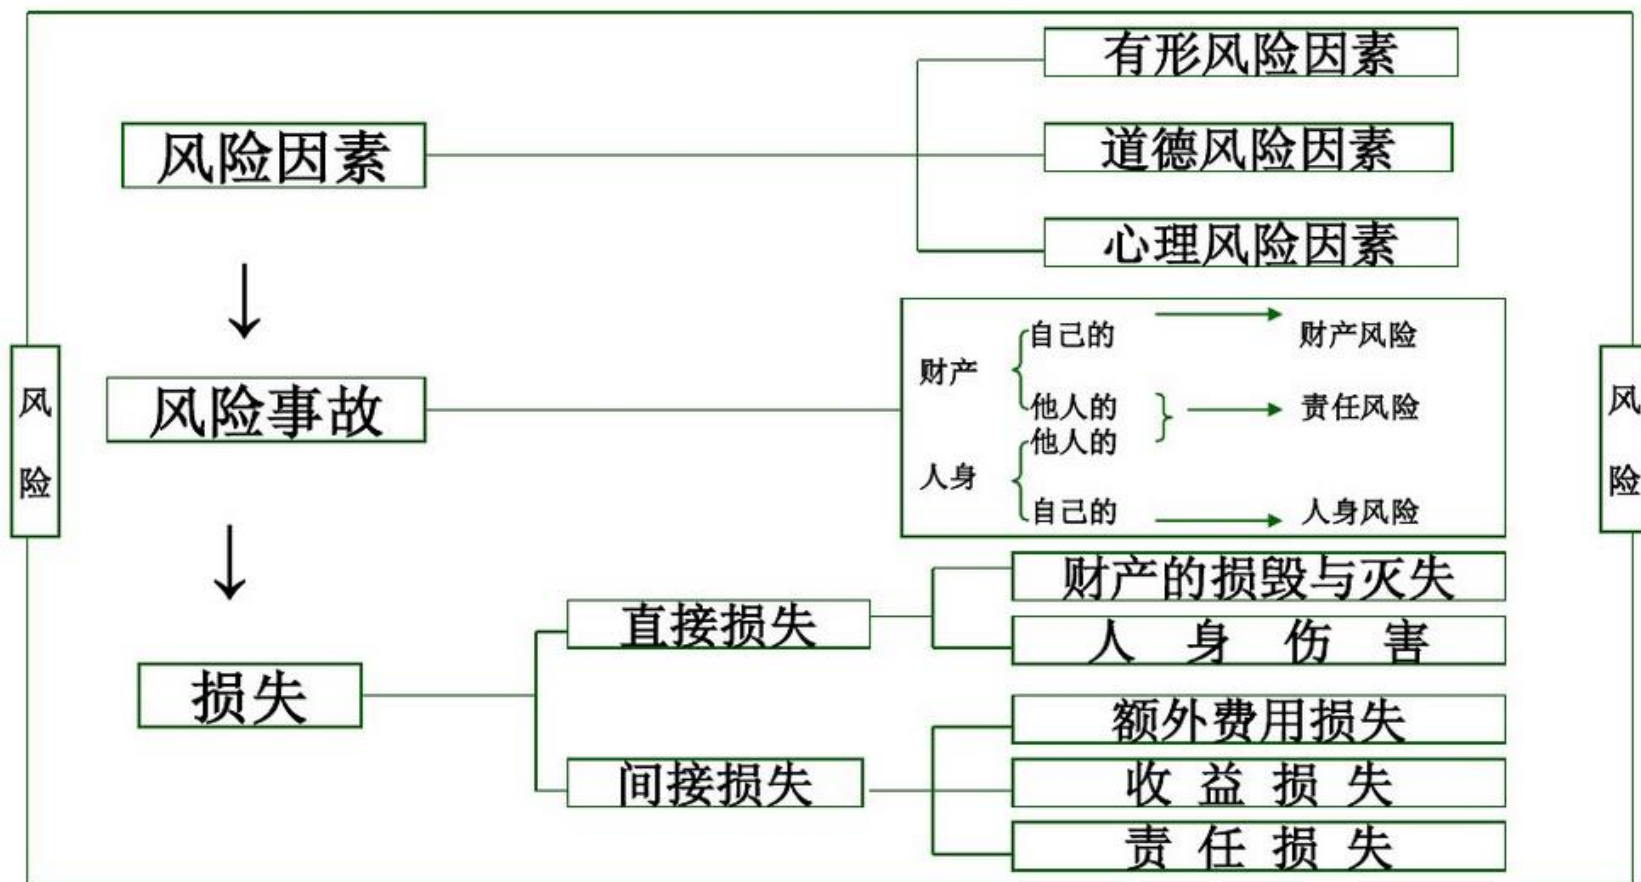 有形风险因素
风险因素
道德风险因素
心理风险因素
风险
风险事故
财产
自己的
财产风险
他人的
责任风险
他人的
人身
自己的
人身风险
风险
损失
直接损失
财产的损毁与灭失
人身伤害
间接损失
额外费用损失
收益损失
责任损失